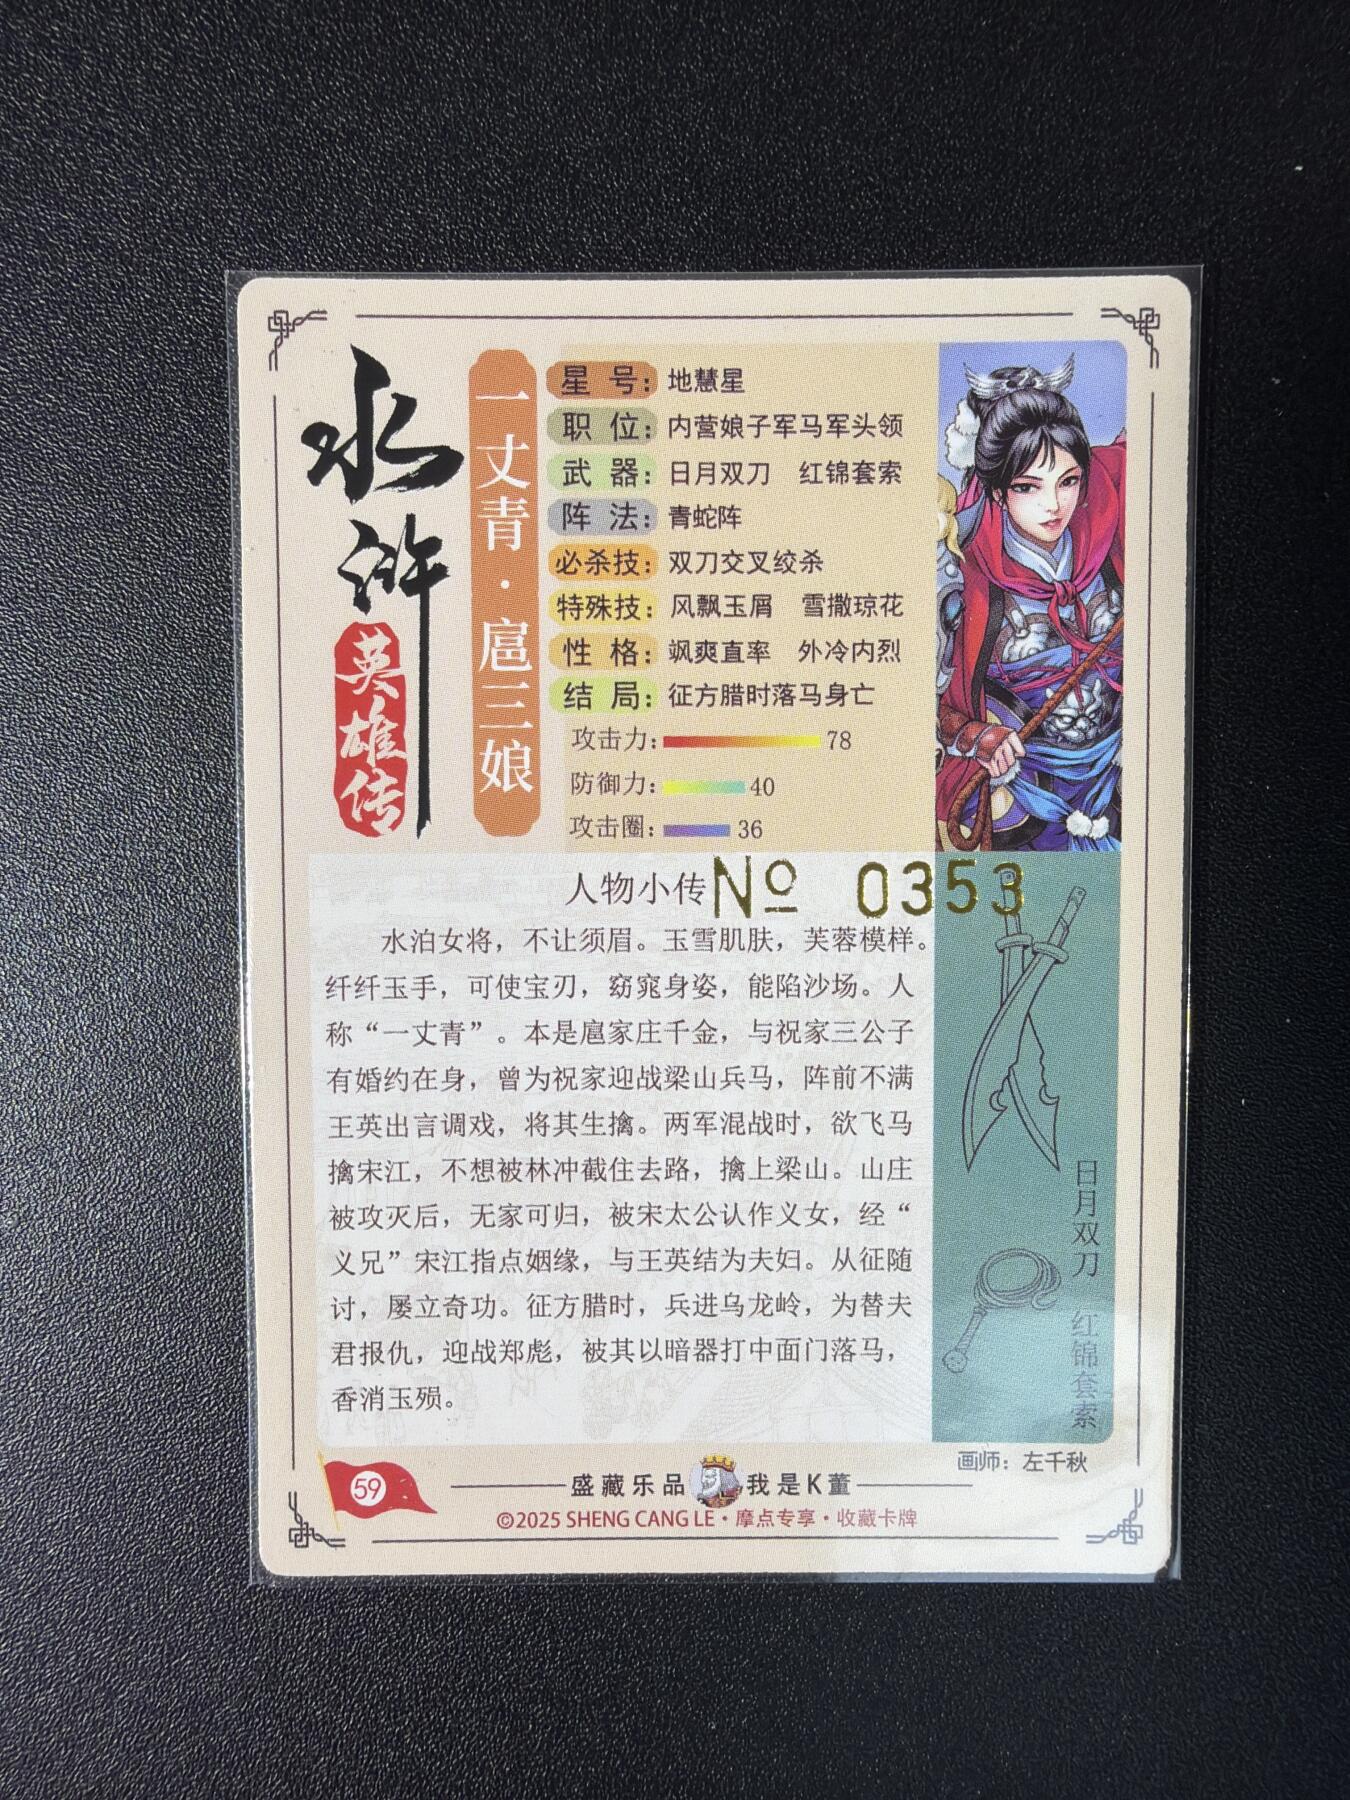 水浒
英雄传
一丈青·扈三娘
星号：地慧星
职位：内营娘子军马军头领
武器：日月双刀 红锦套索
阵法：青蛇阵
必杀技：双刀交叉绞杀
特殊技：风飘玉屑 雪撒琼花
性格：飒爽直率 外冷内烈
结局：征方腊时落马身亡
攻击力：78
防御力：40
攻击圈：36
人物小传
№ 0353
水泊女将，不让须眉。玉雪肌肤，芙蓉模样。
纤纤玉手，可使宝刃，窈窕身姿，能陷沙场。人
称“一丈青”。本是扈家庄千金，与祝家三公子
有婚约在身，曾为祝家迎战梁山兵马，阵前不满
王英出言调戏，将其生擒。两军混战时，欲飞马
擒宋江，不想被林冲截住去路，擒上梁山。山庄
被攻灭后，无家可归，被宋太公认作义女，经“
义兄”宋江指点姻缘，与王英结为夫妇。从征随
讨，屡立奇功。征方腊时，兵进乌龙岭，为替夫
君报仇，迎战郑彪，被其以暗器打中面门落马，
香消玉殒。
日月双刀 红锦套索
画师：左千秋
59
盛藏乐品 我是K董
©2025 SHENG CANG LE·摩点专享·收藏卡牌